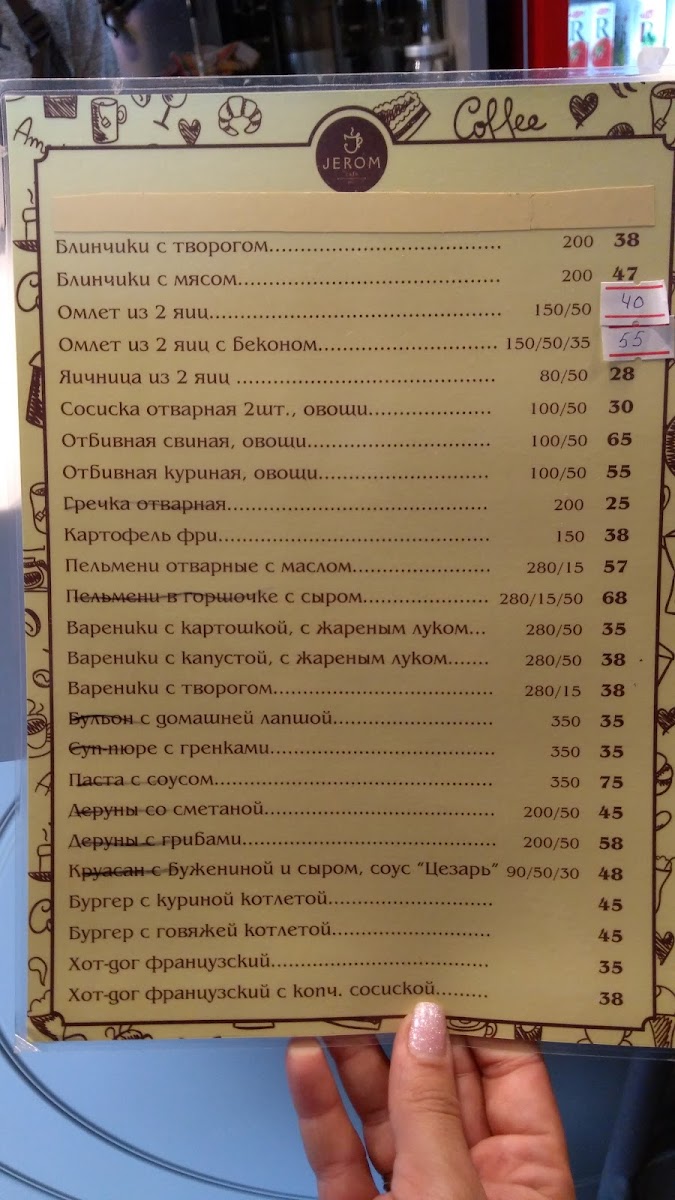 Am
Coffee
JEROM
Cafe
Блинчики с творогом................................... 200 38
Блинчики с мясом....................................... 200 47
Омлет из 2 яиц........................................... 150/50 40
Омлет из 2 яиц с беконом........................... 150/50/35 55
Яичница из 2 яиц ....................................... 80/50 28
Сосиска отварная 2шт., овощи.................. 100/50 30
Отбивная свиная, овощи........................... 100/50 65
Отбивная куриная, овощи......................... 100/50 55
Гречка отварная....................................... 200 25
Картофель фри......................................... 150 38
Пельмени отварные с маслом.................... 280/15 57
Пельмени в горшочке с сыром.................. 280/15/50 68
Вареники с картошкой, с жареным луком... 280/50 35
Вареники с капустой, с жареным луком....... 280/50 38
Вареники с творогом................................ 280/15 38
Бульон с домашней лапшой....................... 350 35
Суп-пюре с гренками................................ 350 35
Паста с соусом........................................ 350 75
Деруны со сметаной................................. 200/50 45
Деруны с грибами.................................... 200/50 58
Круасан с бужениной и сыром, соус "Цезарь" 90/50/30 48
Бургер с куриной котлетой........................ 45
Бургер с говяжей котлетой....................... 45
Хот-дог французский................................ 35
Хот-дог французский с копч. сосиской......... 38